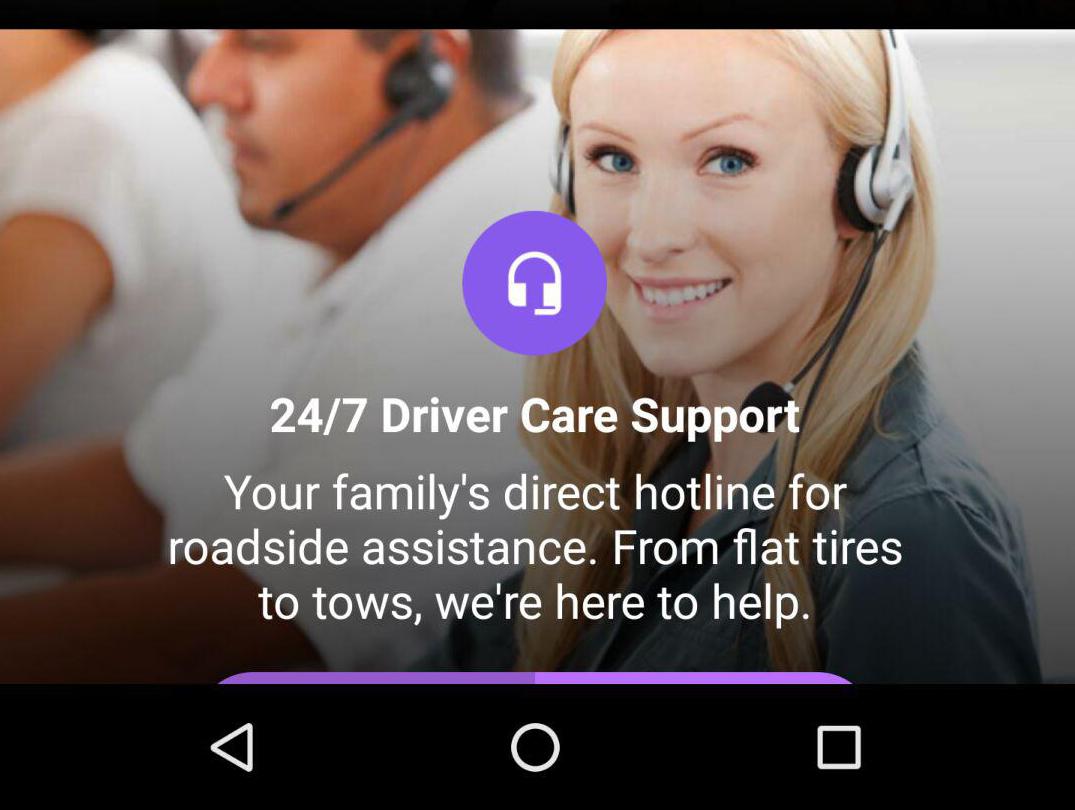 24/7 Driver Care Support
Your family's direct hotline for
roadside assistance. From flat tires
to tows, we're here to help.